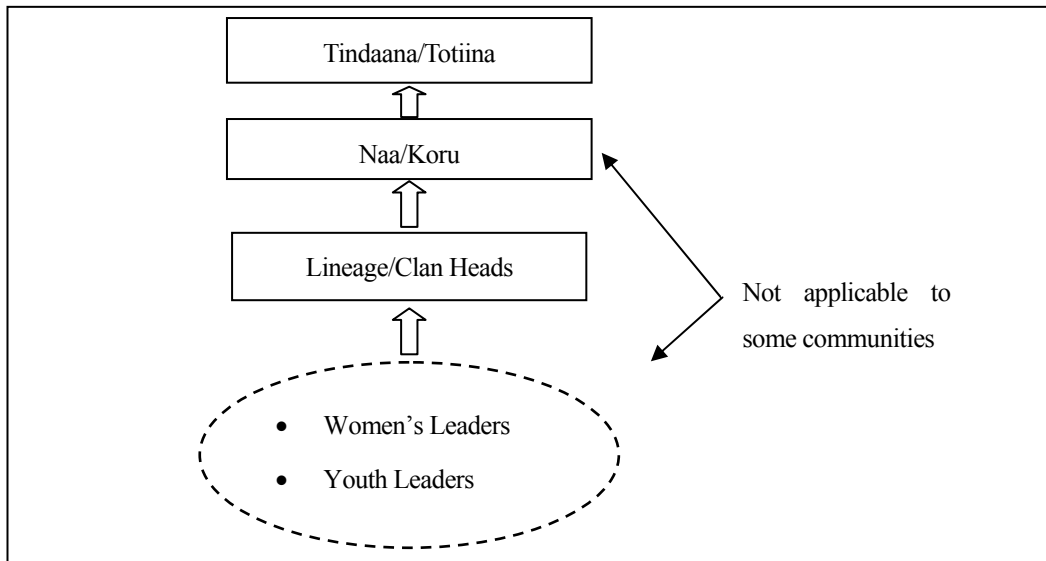 Tindaana/Totiina
Naa/Koru
Lineage/Clan Heads
Not applicable to
some communities
• Women’s Leaders
• Youth Leaders